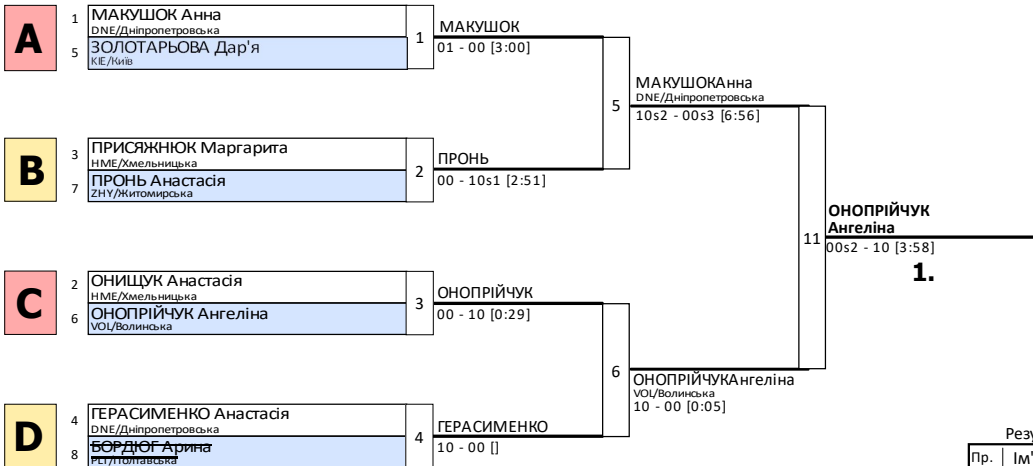 A
1
МАКУШОК Анна
DNE/Дніпропетровська
5
ЗОЛОТАРЬОВА Дар'я
KIE/Київ
1
МАКУШОК
01 - 00 [3:00]
B
3
ПРИСЯЖНЮК Маргарита
HME/Хмельницька
7
ПРОНЬ Анастасія
ZHY/Житомирська
2
ПРОНЬ
00 - 10s1 [2:51]
5
МАКУШОКАнна
DNE/Дніпропетровська
10s2 - 00s3 [6:56]
C
2
ОНИЩУК Анастасія
HME/Хмельницька
6
ОНОПРІЙЧУК Ангеліна
VOL/Волинська
3
ОНОПРІЙЧУК
00 - 10 [0:29]
D
4
ГЕРАСИМЕНКО Анастасія
DNE/Дніпропетровська
8
БОРДЮГ Арина
PLT/Полтавська
4
ГЕРАСИМЕНКО
10 - 00 []
6
ОНОПРІЙЧУКАнгеліна
VOL/Волинська
10 - 00 [0:05]
11
ОНОПРІЙЧУК
Ангеліна
00s2 - 10 [3:58]
1.
Резу
Пр. Ім'